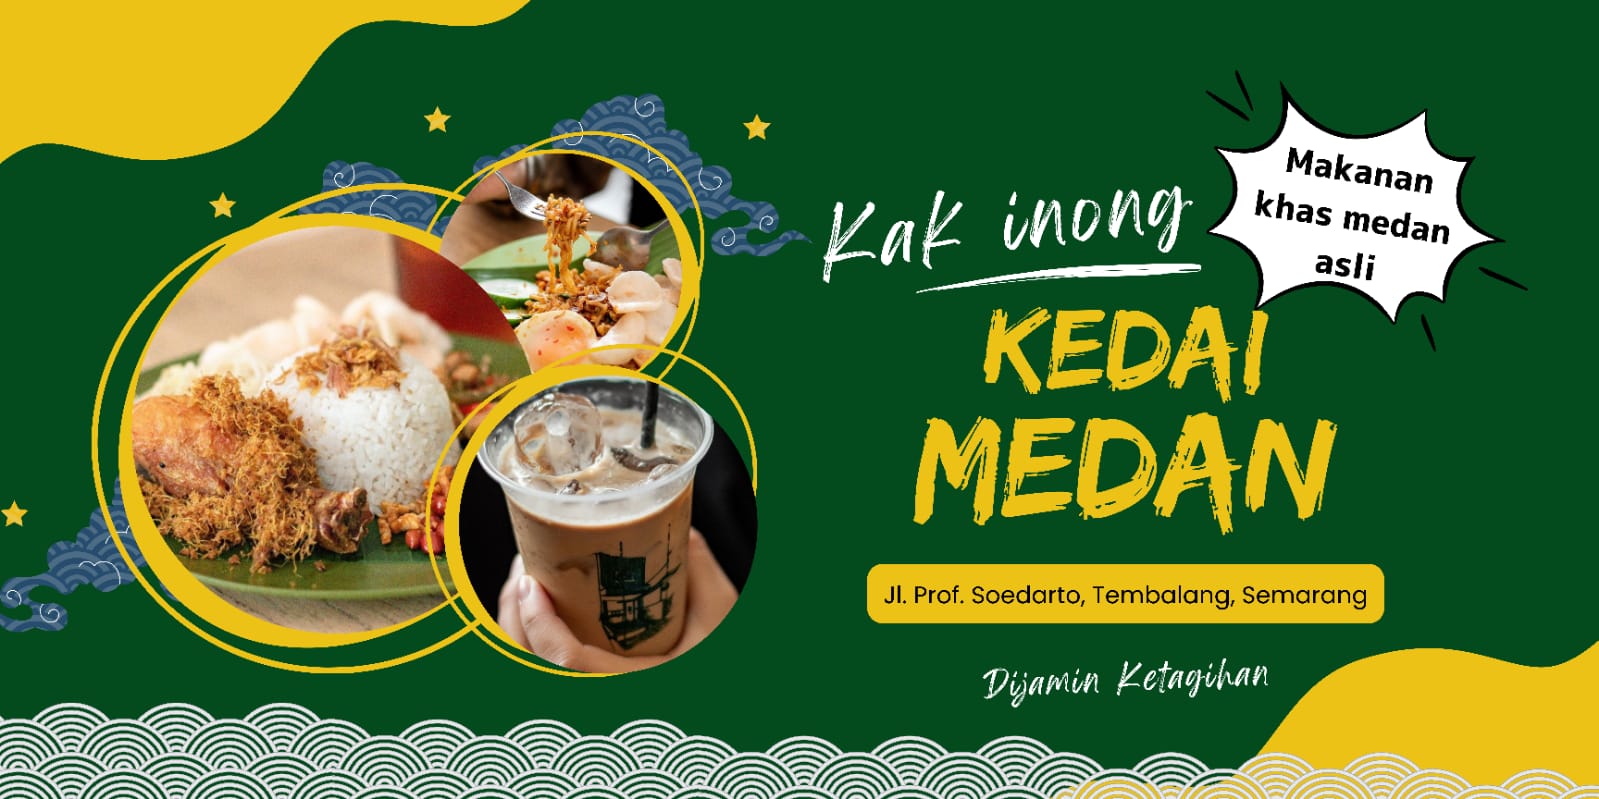 Kak inong
Makanan
khas medan
asli
KEDAI
MEDAN
Jl. Prof. Soedarto, Tembalang, Semarang
Dijamin Ketagihan